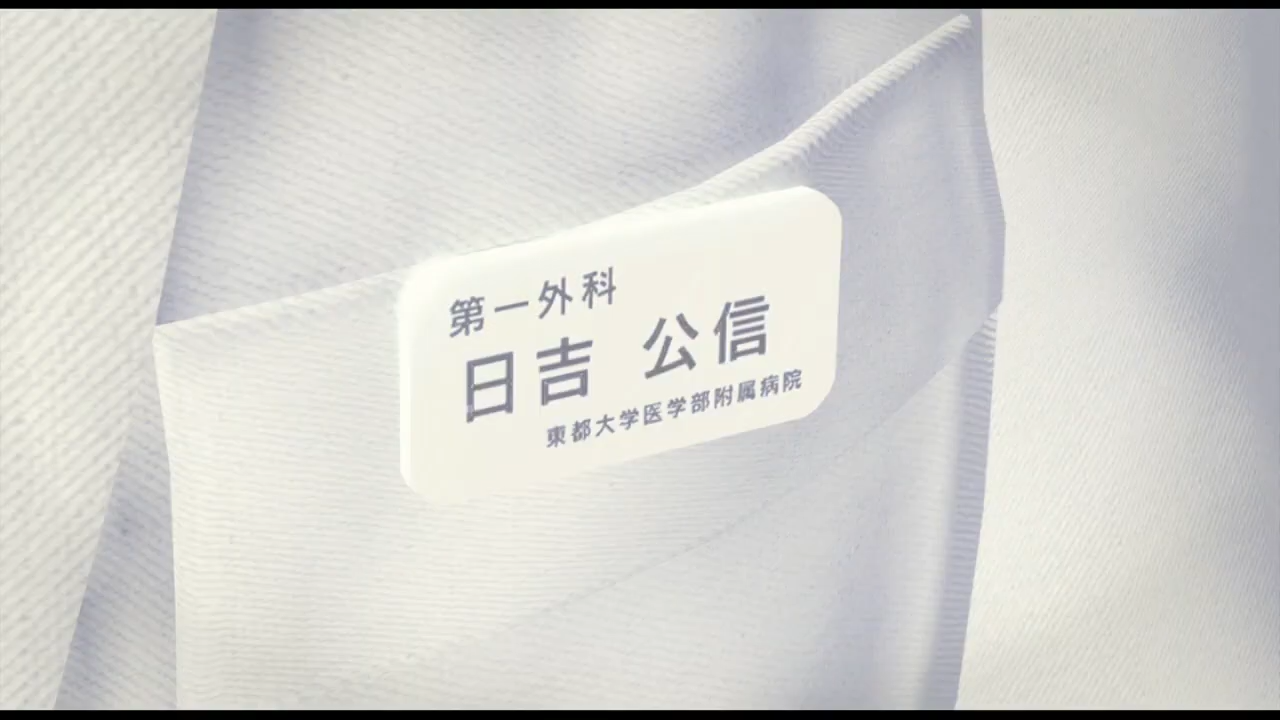 第一外科
日吉 公信
東都大学医学部附属病院